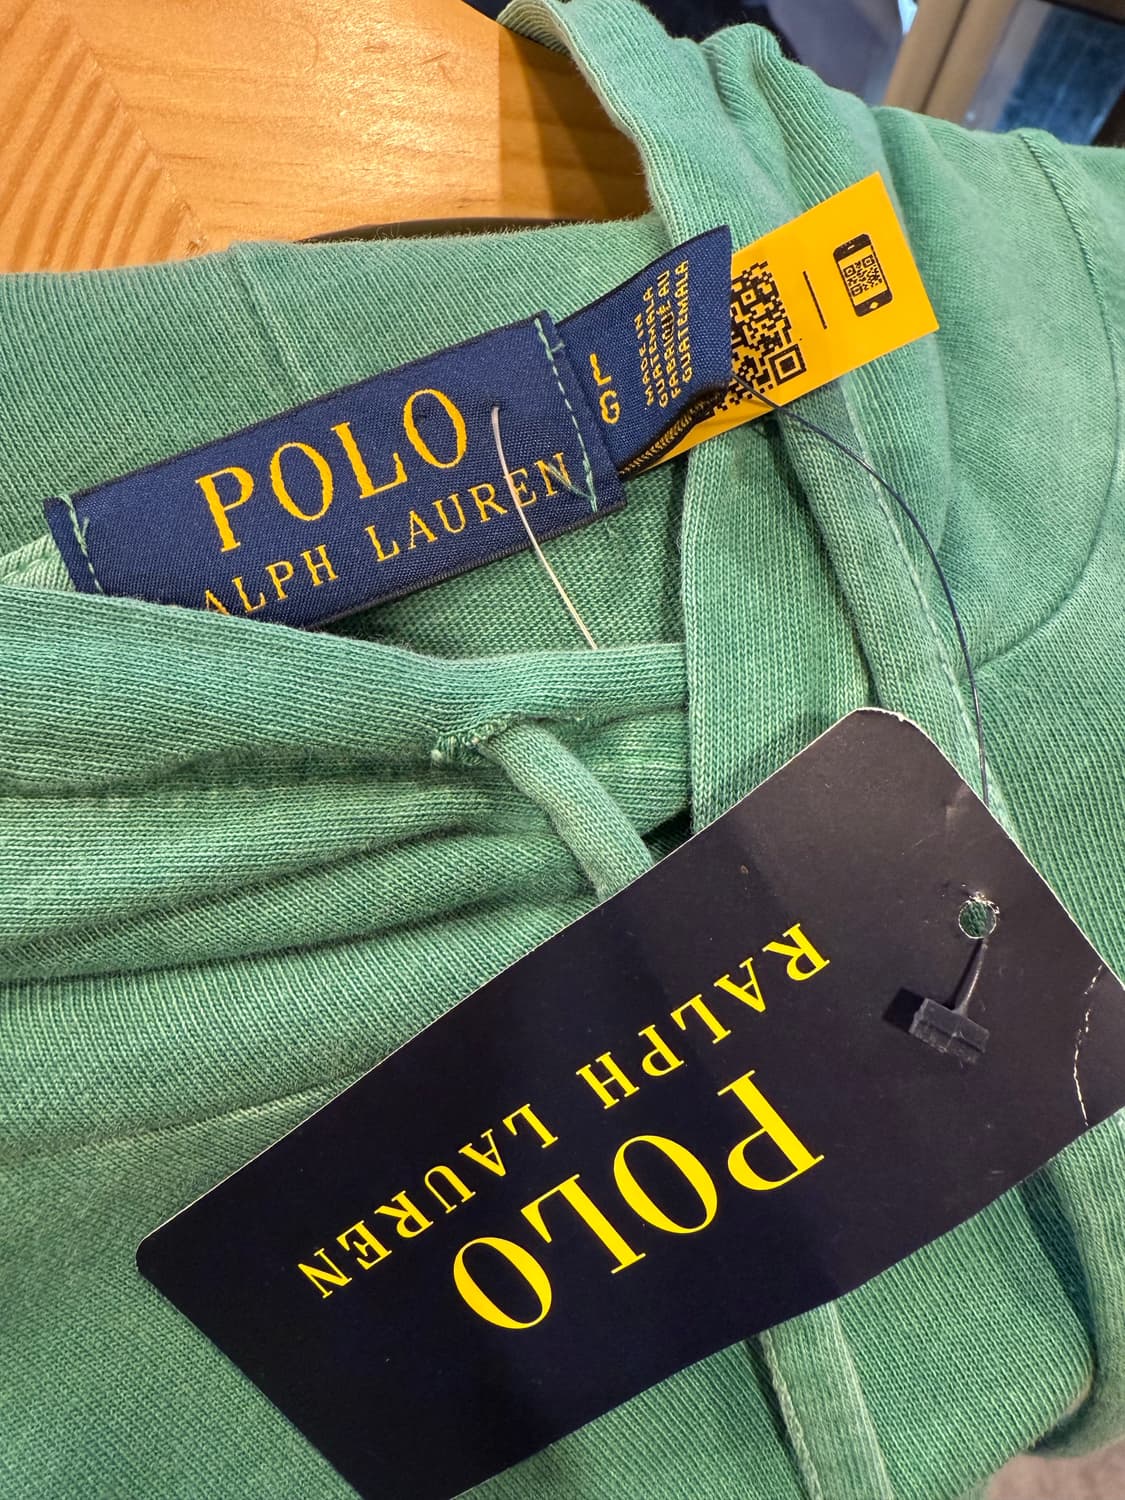 POLO
RALPH LAUREN
L
G
MADE IN
GUATEMALA
FABRIQUÉ AU
GUATEMALA
POLO
RALPH LAUREN